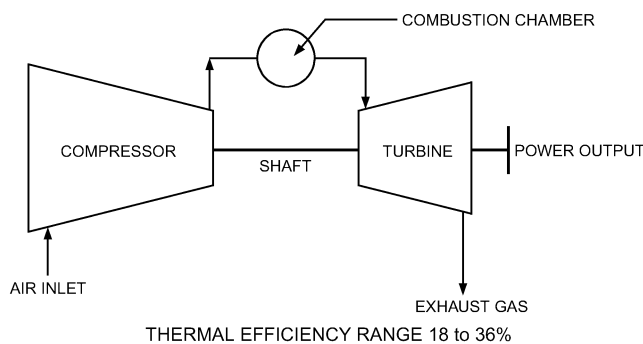 COMBUSTION CHAMBER
COMPRESSOR
SHAFT
TURBINE
POWER OUTPUT
AIR INLET
EXHAUST GAS
THERMAL EFFICIENCY RANGE 18 to 36%